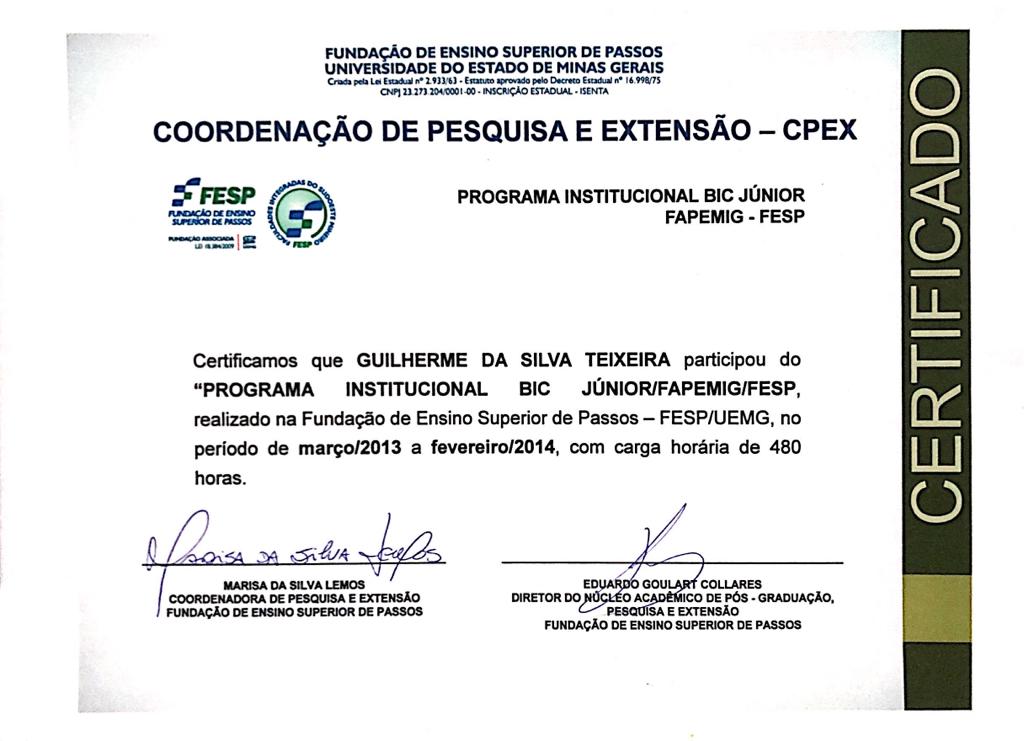 FUNDAÇÃO DE ENSINO SUPERIOR DE PASSOS
UNIVERSIDADE DO ESTADO DE MINAS GERAIS
Criada pela Lei Estadual nº 2.933/63 - Estatuto aprovado pelo Decreto Estadual nº 16.998/75
CNPJ 23.273.204/0001-00 - INSCRIÇÃO ESTADUAL - ISENTA
COORDENAÇÃO DE PESQUISA E EXTENSÃO – CPEX
FESP
FUNDAÇÃO DE ENSINO
SUPERIOR DE PASSOS
FUNDAÇÃO ASSOCIADA
LEI 18.384/2009
FACULDADES INTEGRADAS DO SUDOESTE MINEIRO
FESP
PROGRAMA INSTITUCIONAL BIC JÚNIOR
FAPEMIG - FESP
Certificamos que GUILHERME DA SILVA TEIXEIRA participou do
“PROGRAMA INSTITUCIONAL BIC JÚNIOR/FAPEMIG/FESP,
realizado na Fundação de Ensino Superior de Passos – FESP/UEMG, no
período de março/2013 a fevereiro/2014, com carga horária de 480
horas.
Marisa da Silva Lemos
MARISA DA SILVA LEMOS
COORDENADORA DE PESQUISA E EXTENSÃO
FUNDAÇÃO DE ENSINO SUPERIOR DE PASSOS
EDUARDO GOULART COLLARES
DIRETOR DO NÚCLEO ACADÊMICO DE PÓS - GRADUAÇÃO,
PESQUISA E EXTENSÃO
FUNDAÇÃO DE ENSINO SUPERIOR DE PASSOS
CERTIFICADO